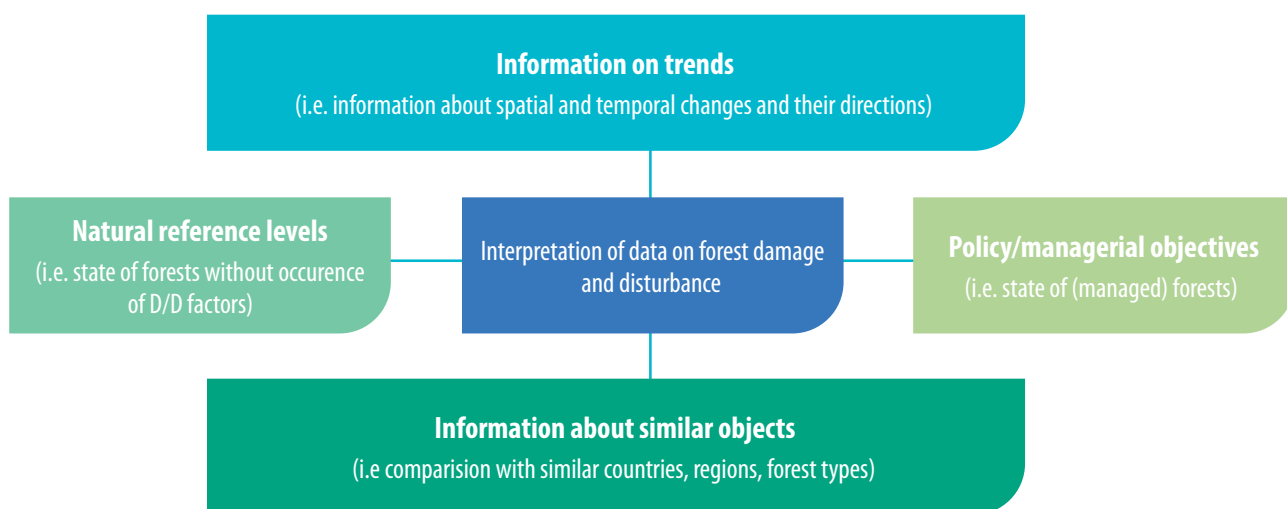 Information on trends
(i.e. information about spatial and temporal changes and their directions)
Natural reference levels
(i.e. state of forests without occurence
of D/D factors)
Interpretation of data on forest damage
and disturbance
Policy/managerial objectives
(i.e. state of (managed) forests)
Information about similar objects
(i.e comparision with similar countries, regions, forest types)